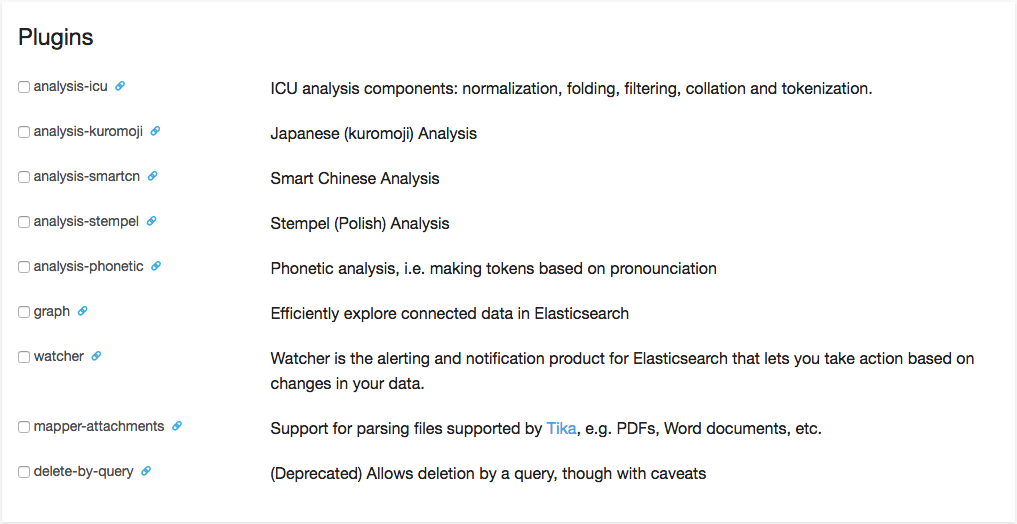 Plugins
analysis-icu
ICU analysis components: normalization, folding, filtering, collation and tokenization.
analysis-kuromoji
Japanese (kuromoji) Analysis
analysis-smartcn
Smart Chinese Analysis
analysis-stempel
Stempel (Polish) Analysis
analysis-phonetic
Phonetic analysis, i.e. making tokens based on pronounciation
graph
Efficiently explore connected data in Elasticsearch
watcher
Watcher is the alerting and notification product for Elasticsearch that lets you take action based on
changes in your data.
mapper-attachments
Support for parsing files supported by Tika, e.g. PDFs, Word documents, etc.
delete-by-query
(Deprecated) Allows deletion by a query, though with caveats